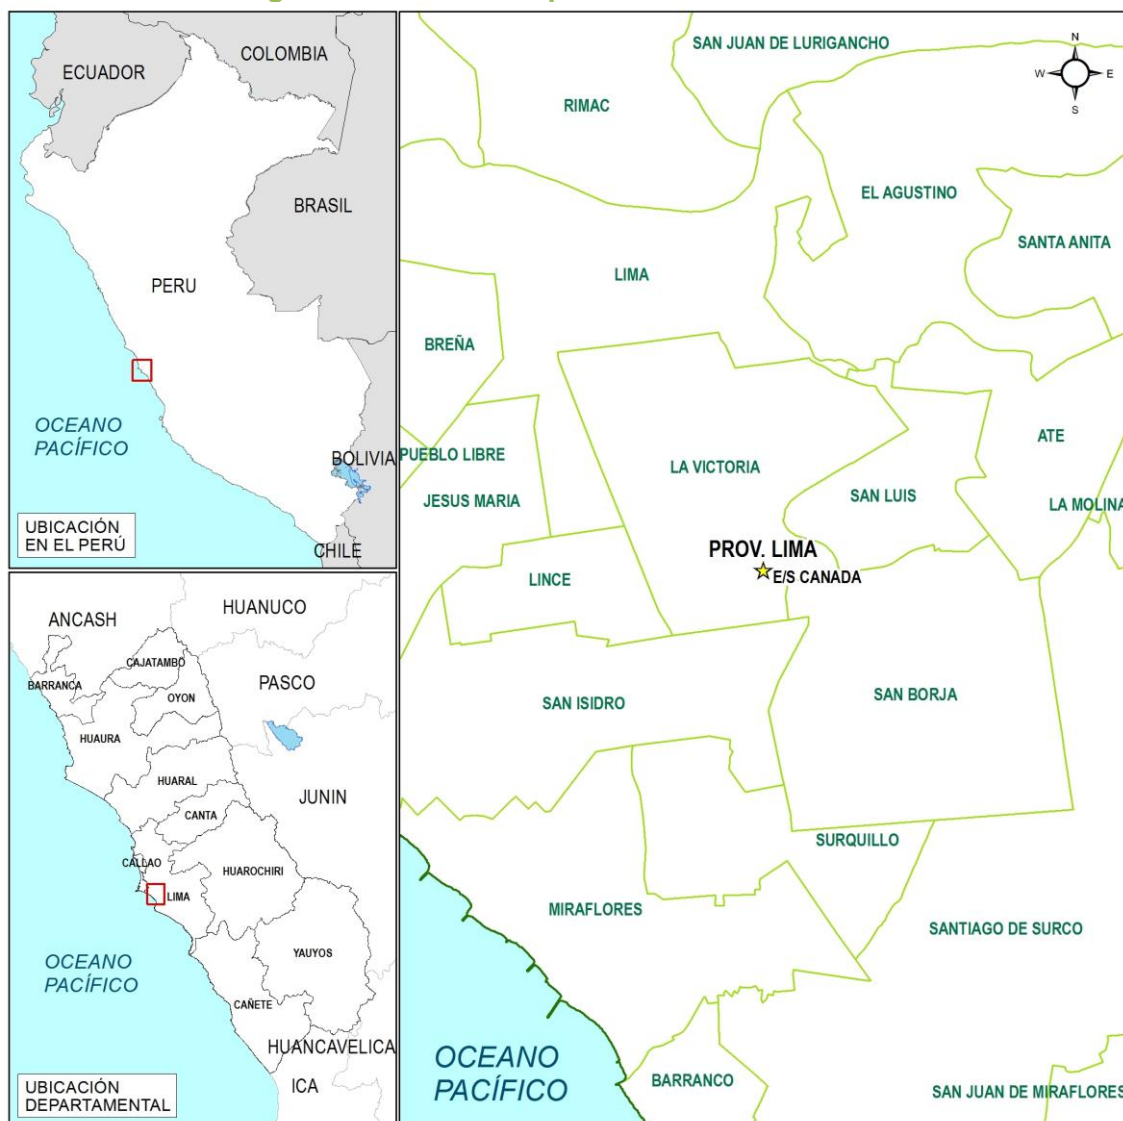 COLOMBIA
ECUADOR
BRASIL
PERU
OCEANO
PACÍFICO
BOLIVIA
CHILE
UBICACIÓN
EN EL PERÚ
ANCASH
HUANUCO
CAJATAMBO
BARRANCA
OYON
PASCO
HUAURA
HUARAL
JUNIN
CANTA
CALLAO
HUAROCHIRI
LIMA
YAUYOS
OCEANO
PACÍFICO
CAÑETE
HUANCAVELICA
ICA
UBICACIÓN
DEPARTAMENTAL
N
W E
S
SAN JUAN DE LURIGANCHO
RIMAC
EL AGUSTINO
SANTA ANITA
LIMA
BREÑA
ATE
PUEBLO LIBRE
LA VICTORIA
JESUS MARIA
SAN LUIS
LA MOLINA
PROV. LIMA
E/S CANADA
LINCE
SAN ISIDRO
SAN BORJA
SURQUILLO
MIRAFLORES
SANTIAGO DE SURCO
OCEANO
PACÍFICO
BARRANCO
SAN JUAN DE MIRAFLORES